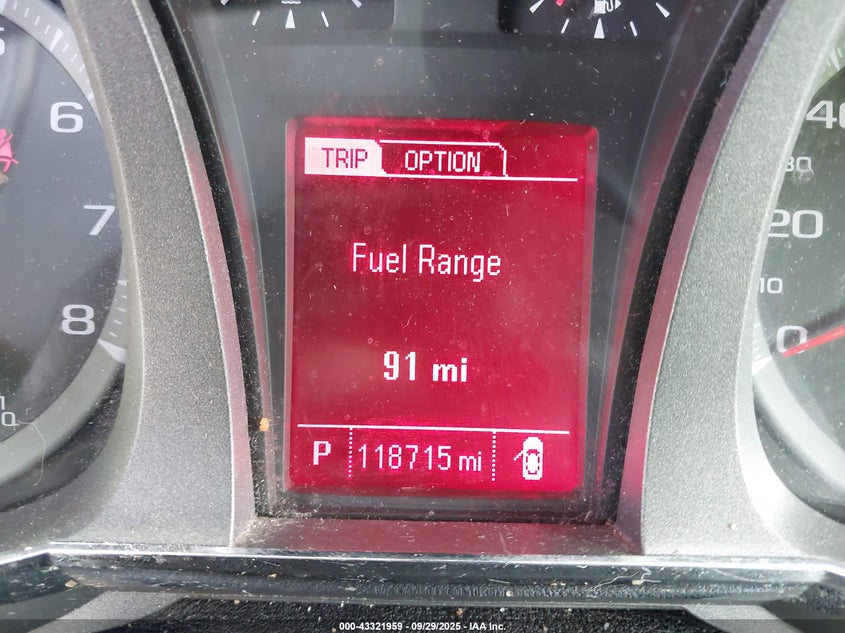 TRIP OPTION
Fuel Range
91 mi
P 118715 mi
6
7
8
20
10
0
000-43321959 - 09/29/2025 - IAA Inc.